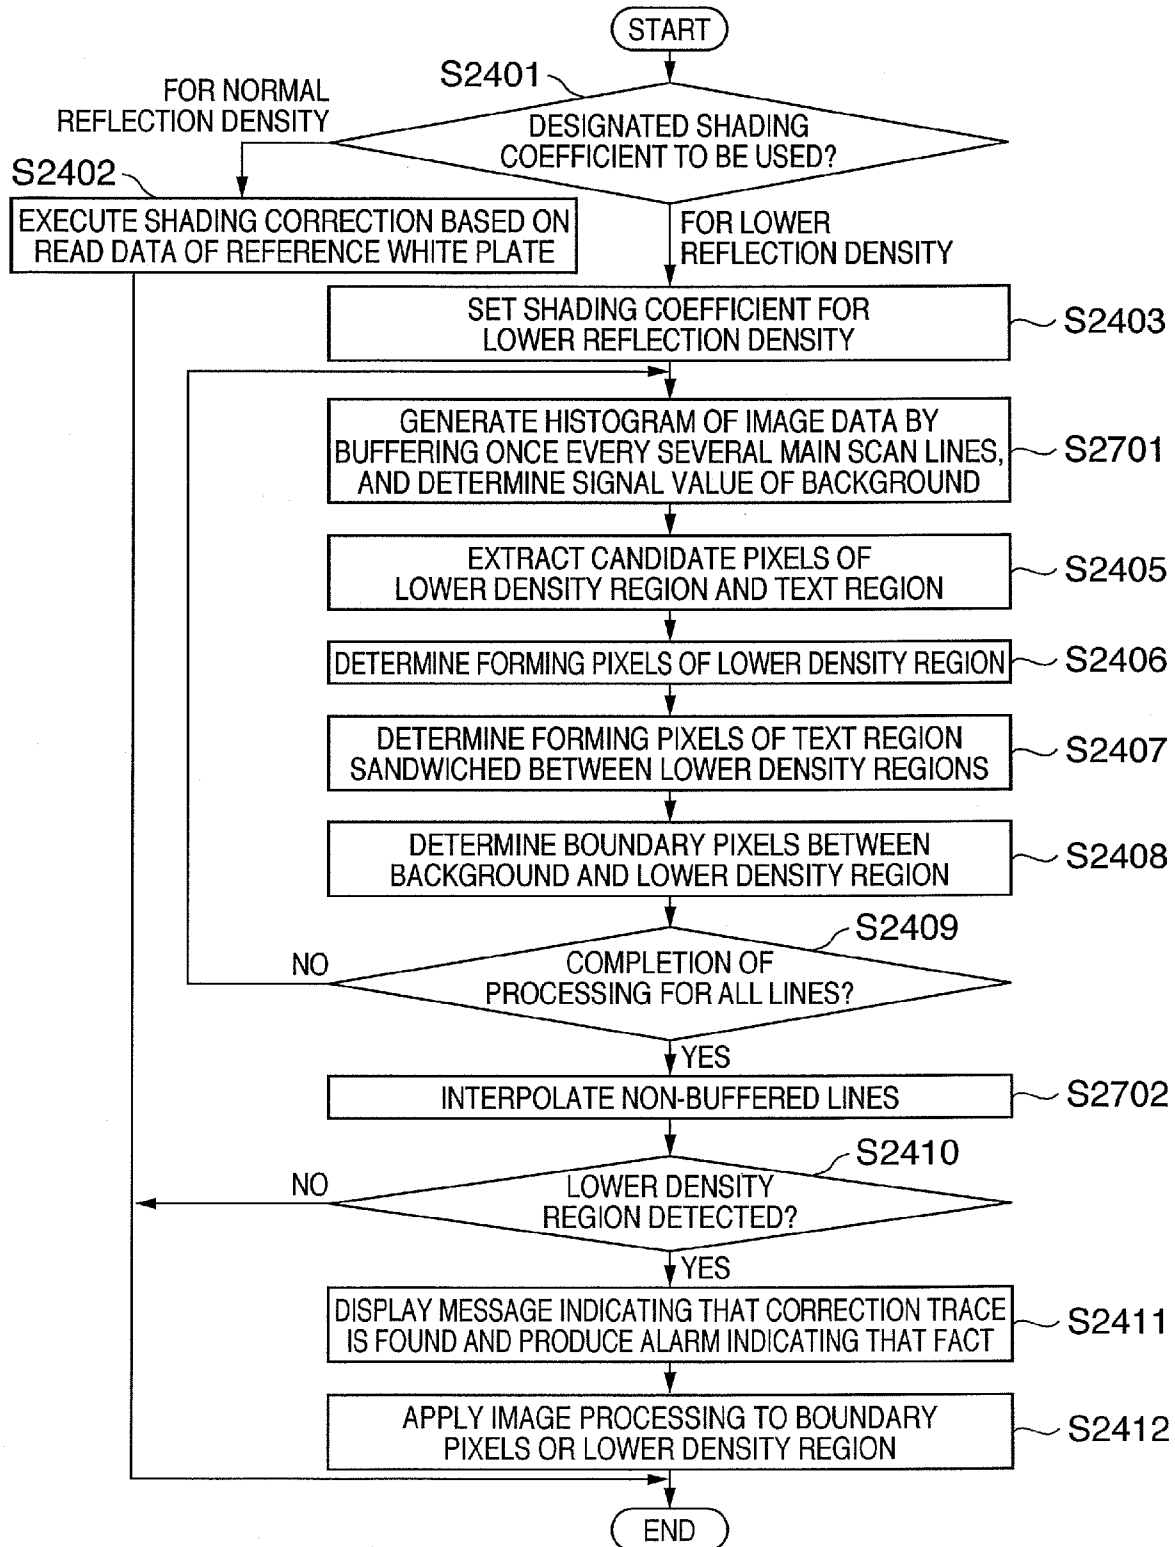 START
S2401
FOR NORMAL
REFLECTION DENSITY
DESIGNATED SHADING
COEFFICIENT TO BE USED?
S2402
EXECUTE SHADING CORRECTION BASED ON
READ DATA OF REFERENCE WHITE PLATE
FOR LOWER
REFLECTION DENSITY
SET SHADING COEFFICIENT FOR
LOWER REFLECTION DENSITY
S2403
GENERATE HISTOGRAM OF IMAGE DATA BY
BUFFERING ONCE EVERY SEVERAL MAIN SCAN LINES,
AND DETERMINE SIGNAL VALUE OF BACKGROUND
S2701
EXTRACT CANDIDATE PIXELS OF
LOWER DENSITY REGION AND TEXT REGION
S2405
DETERMINE FORMING PIXELS OF LOWER DENSITY REGION
S2406
DETERMINE FORMING PIXELS OF TEXT REGION
SANDWICHED BETWEEN LOWER DENSITY REGIONS
S2407
DETERMINE BOUNDARY PIXELS BETWEEN
BACKGROUND AND LOWER DENSITY REGION
S2408
S2409
NO
COMPLETION OF
PROCESSING FOR ALL LINES?
YES
INTERPOLATE NON-BUFFERED LINES
S2702
S2410
NO
LOWER DENSITY
REGION DETECTED?
YES
DISPLAY MESSAGE INDICATING THAT CORRECTION TRACE
IS FOUND AND PRODUCE ALARM INDICATING THAT FACT
S2411
APPLY IMAGE PROCESSING TO BOUNDARY
PIXELS OR LOWER DENSITY REGION
S2412
END